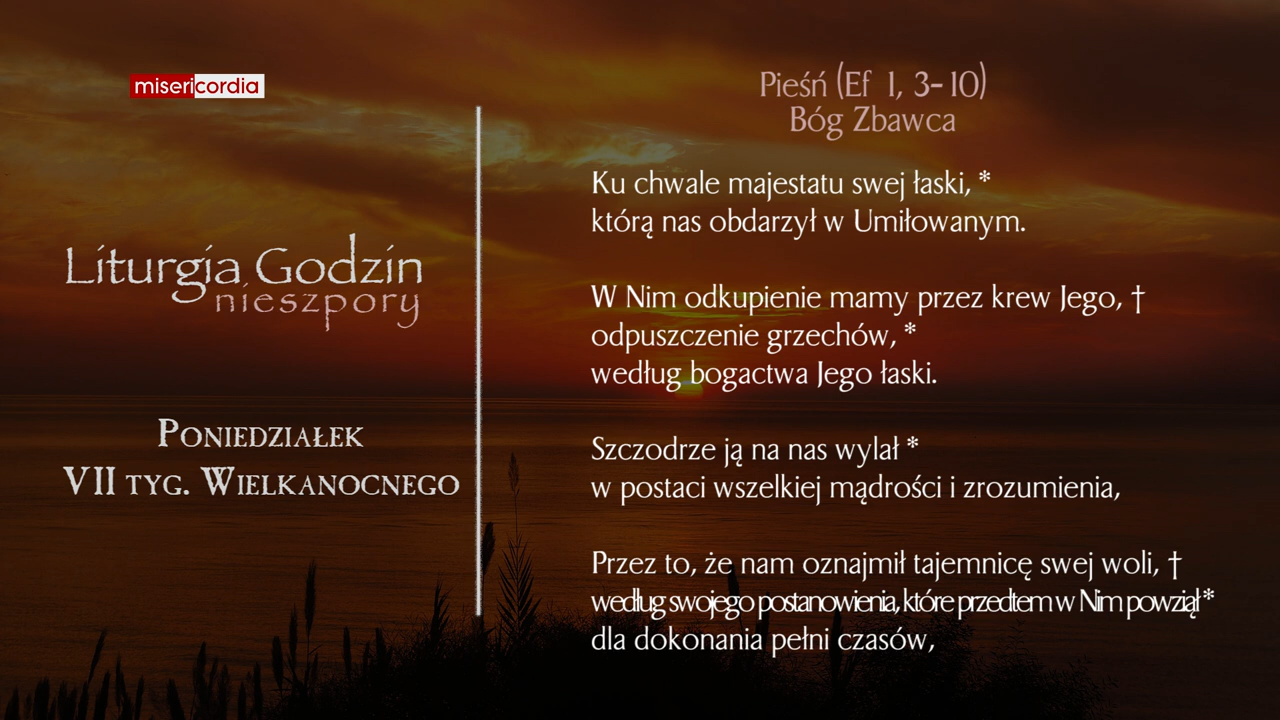 misericordia
Liturgia Godzin
nieszpory
Poniedziałek
VII tyg. Wielkanocnego
Pieśń (Ef 1, 3-10)
Bóg Zbawca
Ku chwale majestatu swej łaski, *
którą nas obdarzył w Umiłowanym.
W Nim odkupienie mamy przez krew Jego, †
odpuszczenie grzechów, *
według bogactwa Jego łaski.
Szczodrze ją na nas wylał *
w postaci wszelkiej mądrości i zrozumienia,
Przez to, że nam oznajmił tajemnicę swej woli, †
według swojego postanowienia, które przedtem w Nim powziął *
dla dokonania pełni czasów,